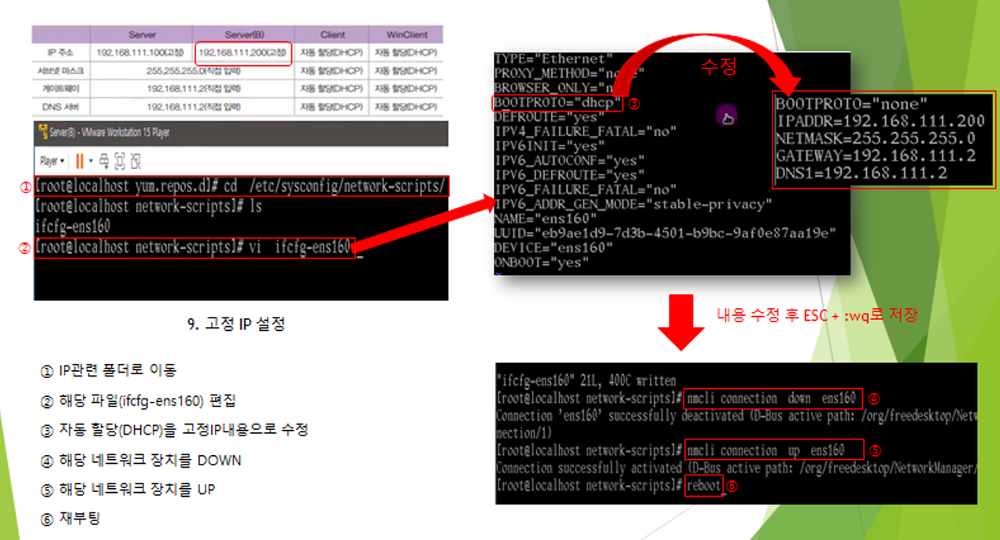 Server Server(B) Client WinClient
IP 주소 192.168.111.100(고정) 192.168.111.200(고정) 자동 할당(DHCP) 자동 할당(DHCP)
서브넷 마스크 255.255.255.0(직접 입력) 자동 할당(DHCP) 자동 할당(DHCP)
게이트웨이 192.168.111.2(직접 입력) 자동 할당(DHCP) 자동 할당(DHCP)
DNS 서버 192.168.111.2(직접 입력) 자동 할당(DHCP) 자동 할당(DHCP)
Server(B) - VMware Workstation 15 Player
Player
① [root@localhost yum.repos.d]# cd /etc/sysconfig/network-scripts/
[root@localhost network-scripts]# ls
ifcfg-ens160
② [root@localhost network-scripts]# vi ifcfg-ens160
9. 고정 IP 설정
① IP관련 폴더로 이동
② 해당 파일(ifcfg-ens160) 편집
③ 자동 할당(DHCP)을 고정IP내용으로 수정
④ 해당 네트워크 장치를 DOWN
⑤ 해당 네트워크 장치를 UP
⑥ 재부팅
TYPE="Ethernet"
PROXY_METHOD="none"
BROWSER_ONLY="n
BOOTPROTO="dhcp" ③
DEFROUTE="yes"
IPV4_FAILURE_FATAL="no"
IPV6INIT="yes"
IPV6_AUTOCONF="yes"
IPV6_DEFROUTE="yes"
IPV6_FAILURE_FATAL="no"
IPV6_ADDR_GEN_MODE="stable-privacy"
NAME="ens160"
UUID="eb9ae1d9-7d3b-4501-b9bc-9af0e87aa19e"
DEVICE="ens160"
ONBOOT="yes"
~
수정
BOOTPROTO="none"
IPADDR=192.168.111.200
NETMASK=255.255.255.0
GATEWAY=192.168.111.2
DNS1=192.168.111.2
내용 수정 후 ESC + :wq로 저장
"ifcfg-ens160" 21L, 400C written
[root@localhost network-scripts]# nmcli connection down ens160 ④
Connection 'ens160' successfully deactivated (D-Bus active path: /org/freedesktop/Netw
nection/1)
[root@localhost network-scripts]# nmcli connection up ens160 ⑤
Connection successfully activated (D-Bus active path: /org/freedesktop/NetworkManager/
[root@localhost network-scripts]# reboot ⑥